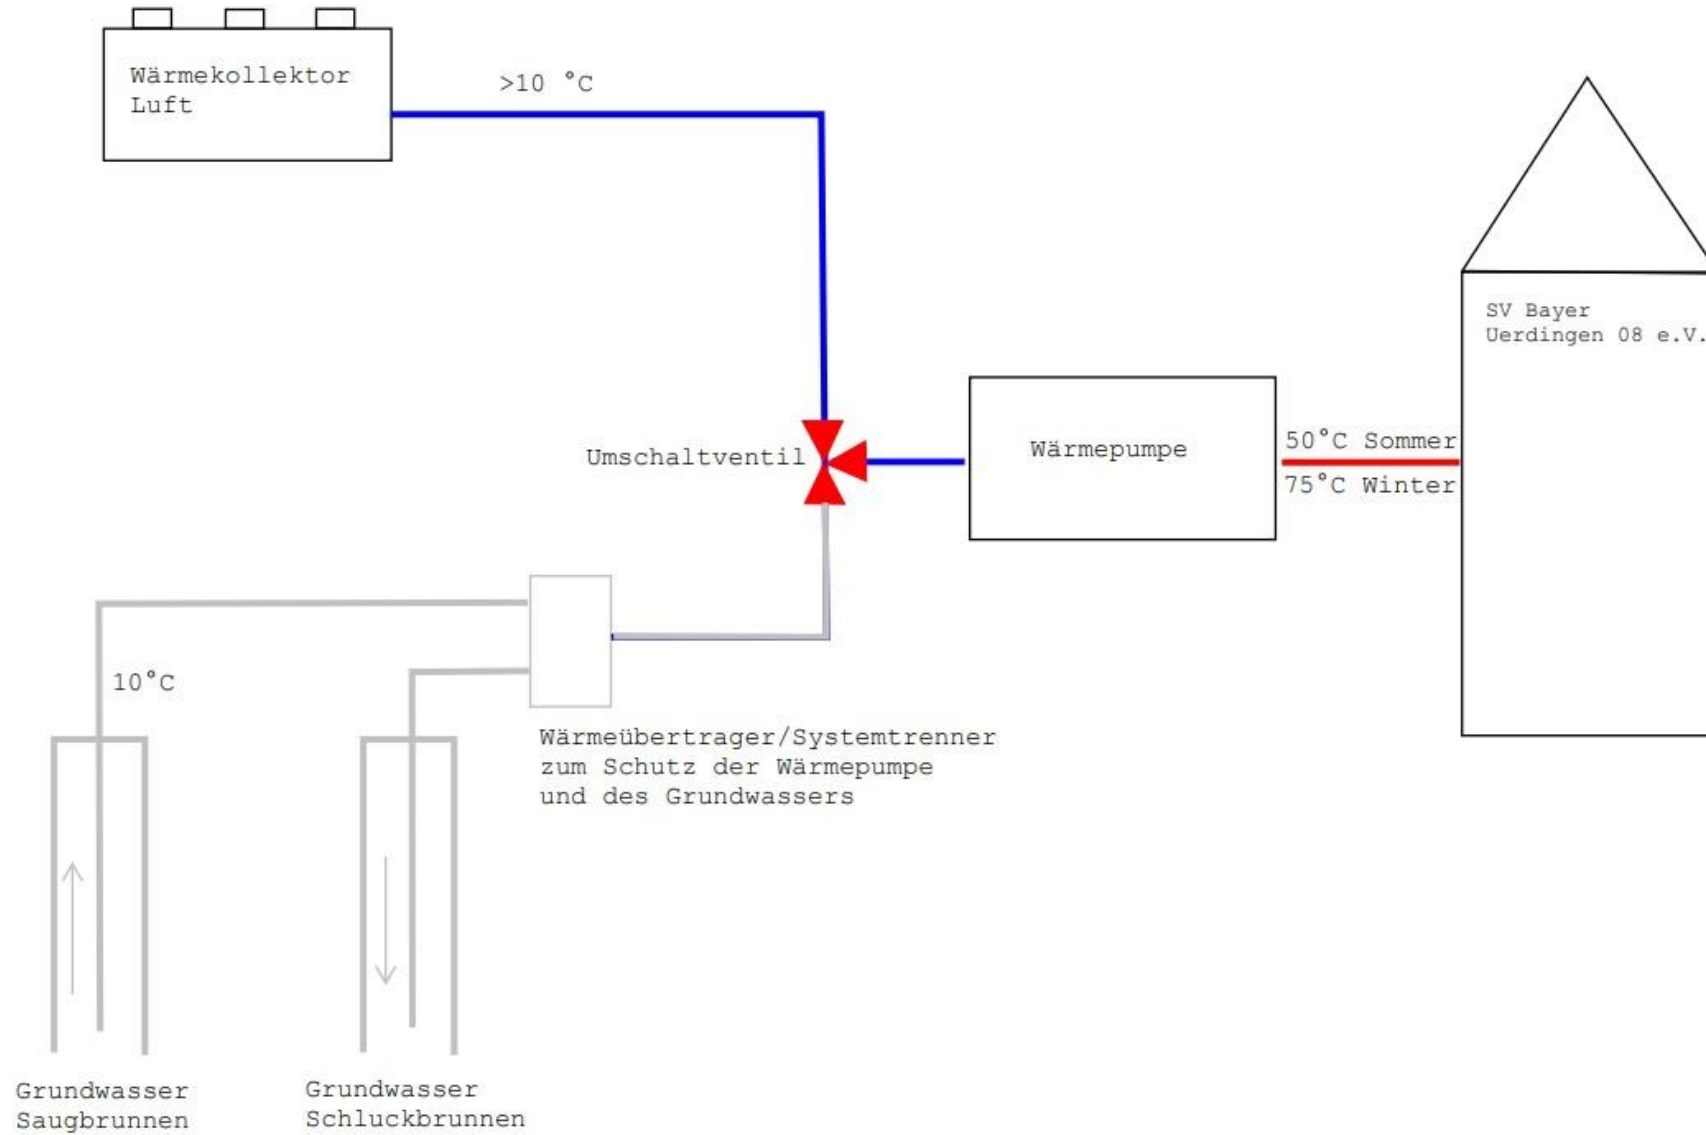 Wärmekollektor
Luft
>10 °C
SV Bayer
Uerdingen 08 e.V.
Umschaltventil
Wärmepumpe
50°C Sommer
75°C Winter
10°C
Wärmeübertrager/Systemtrenner
zum Schutz der Wärmepumpe
und des Grundwassers
Grundwasser
Saugbrunnen
Grundwasser
Schluckbrunnen